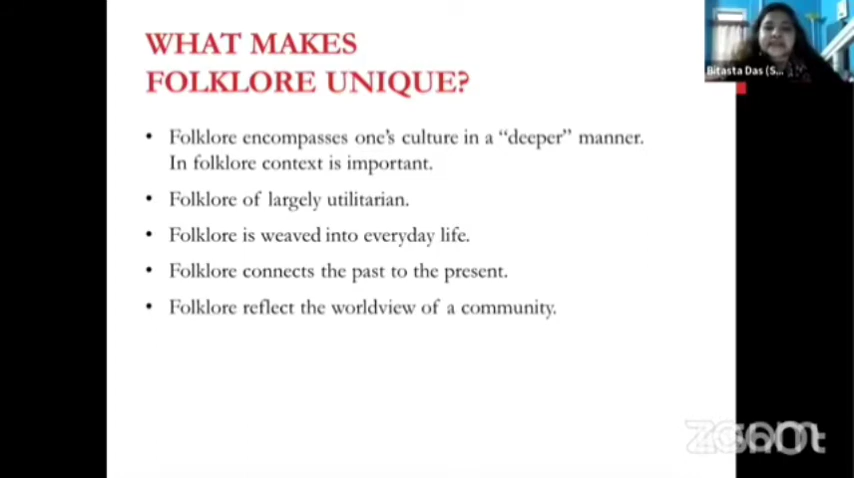 WHAT MAKES
FOLKLORE UNIQUE?
Bitasta Das (S...
• Folklore encompasses one's culture in a "deeper" manner.
In folklore context is important.
• Folklore of largely utilitarian.
• Folklore is weaved into everyday life.
• Folklore connects the past to the present.
• Folklore reflect the worldview of a community.